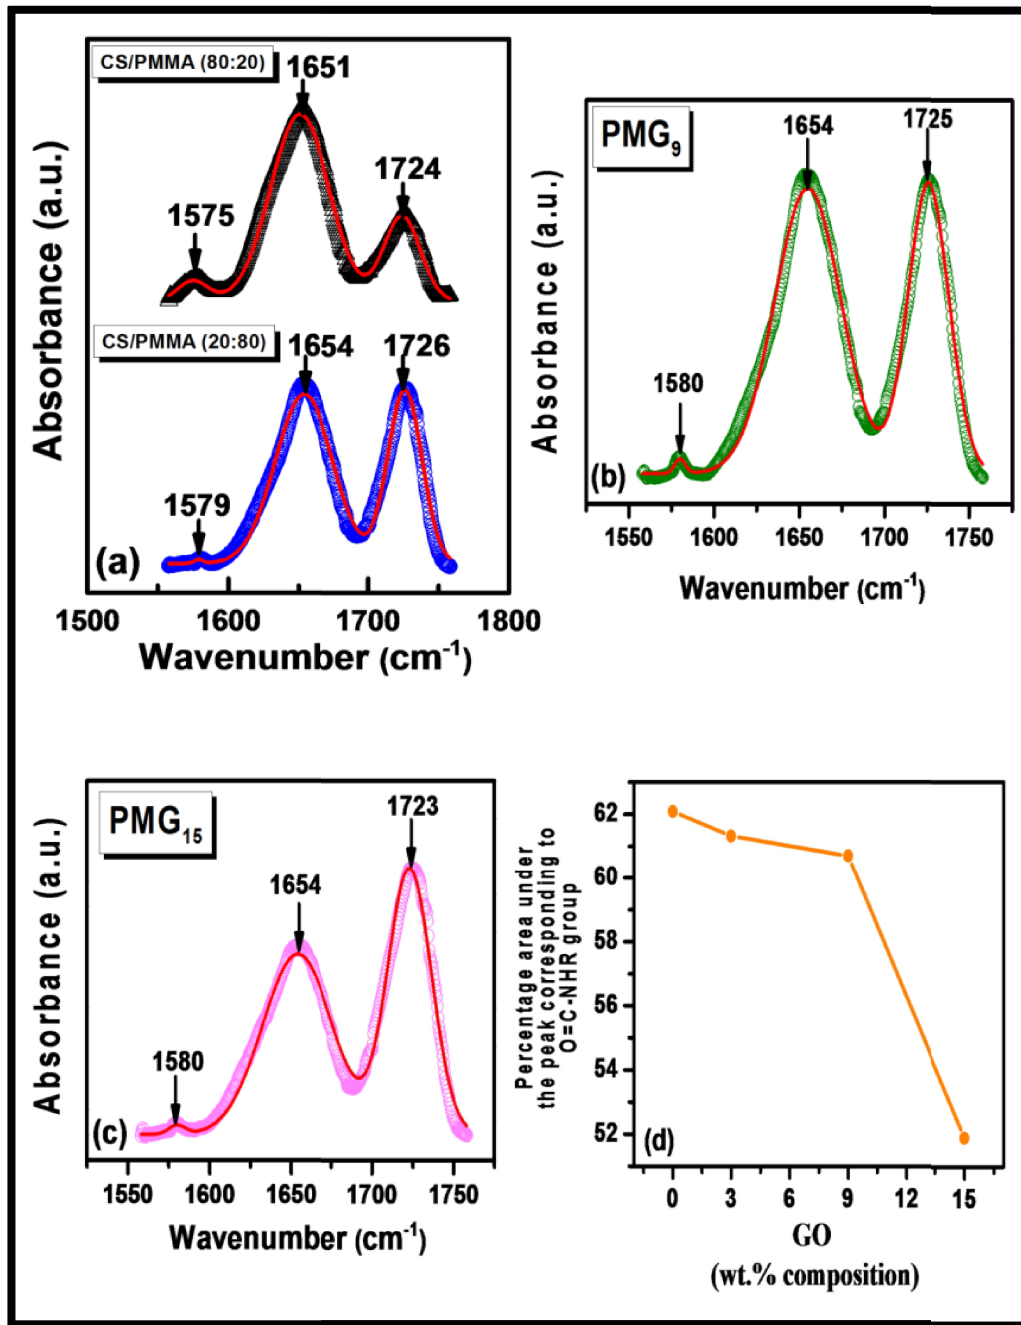 CS/PMMA (80:20)
1651
1724
1575
CS/PMMA (20:80)
1654
1726
1579
(a)
Absorbance (a.u.)
Absorbance (a.u.)
1500 1600 1700 1800
Wavenumber (cm⁻¹)
PMG₉
1654
1725
1580
(b)
Absorbance (a.u.)
1550 1600 1650 1700 1750
Wavenumber (cm⁻¹)
PMG₁₅
1723
1654
1580
(c)
Absorbance (a.u.)
1550 1600 1650 1700 1750
Wavenumber (cm⁻¹)
62
60
58
56
54
52
Percentage area under
the peak corresponding to
O=C-NHR group
(d)
0 3 6 9 12 15
GO
(wt.% composition)